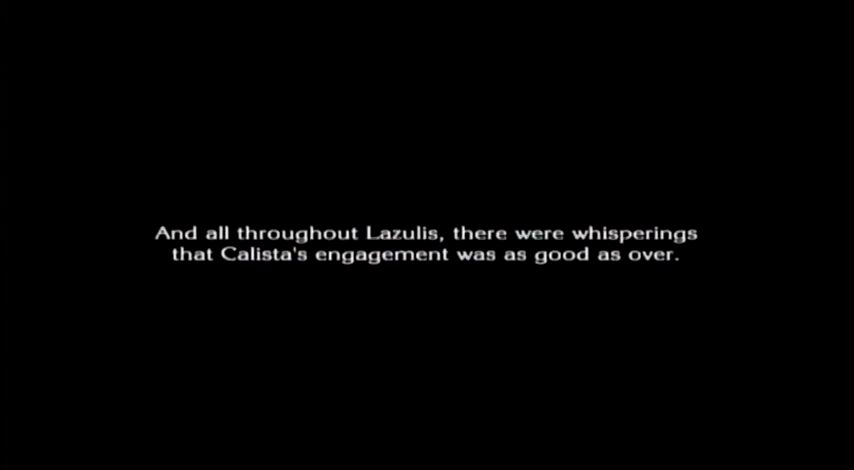 And all throughout Lazulis, there were whisperings
that Calista's engagement was as good as over.